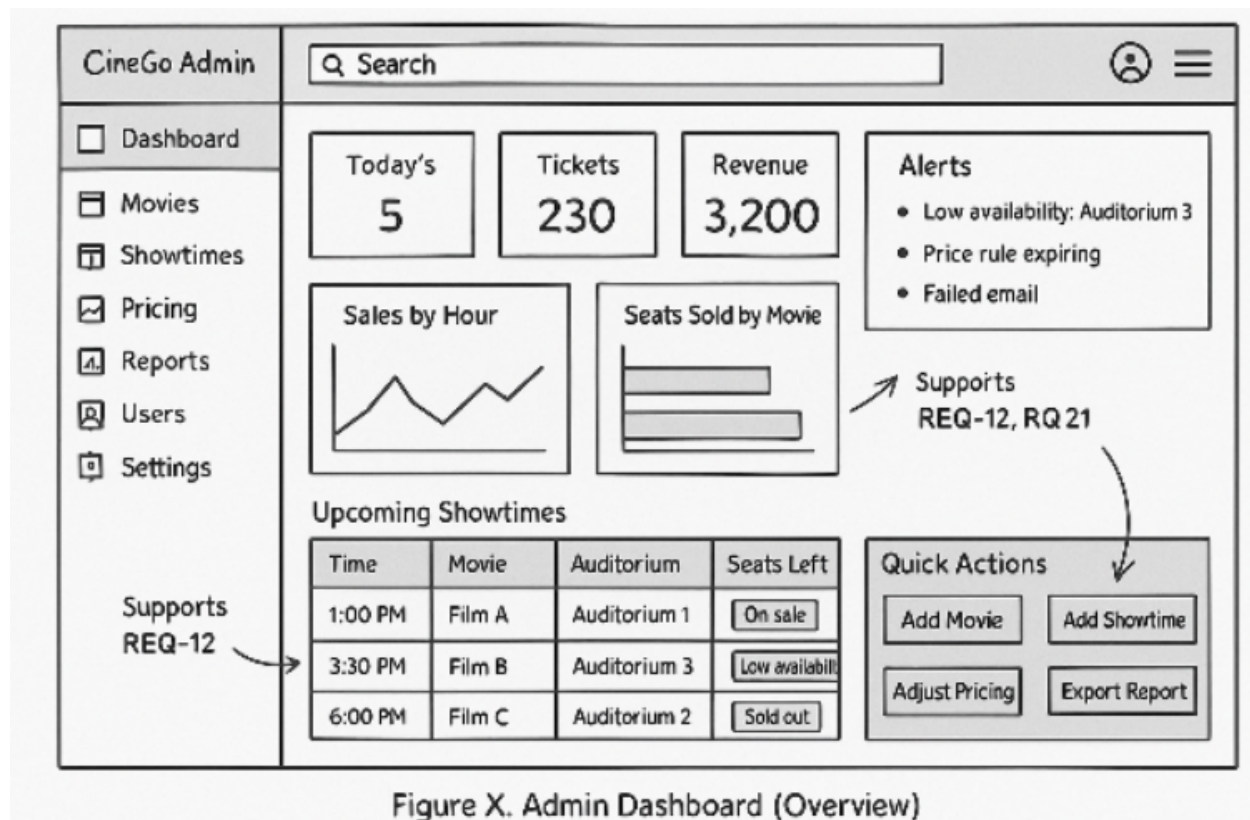 CineGo Admin
Search
Dashboard
Movies
Showtimes
Pricing
Reports
Users
Settings
Today's
5
Tickets
230
Revenue
3,200
Alerts
• Low availability: Auditorium 3
• Price rule expiring
• Failed email
Sales by Hour
Seats Sold by Movie
Supports
REQ-12, RQ 21
Upcoming Showtimes
Time Movie Auditorium Seats Left
1:00 PM Film A Auditorium 1 On sale
3:30 PM Film B Auditorium 3 Low availabilit
6:00 PM Film C Auditorium 2 Sold out
Supports
REQ-12
Quick Actions
Add Movie Add Showtime
Adjust Pricing Export Report
Figure X. Admin Dashboard (Overview)